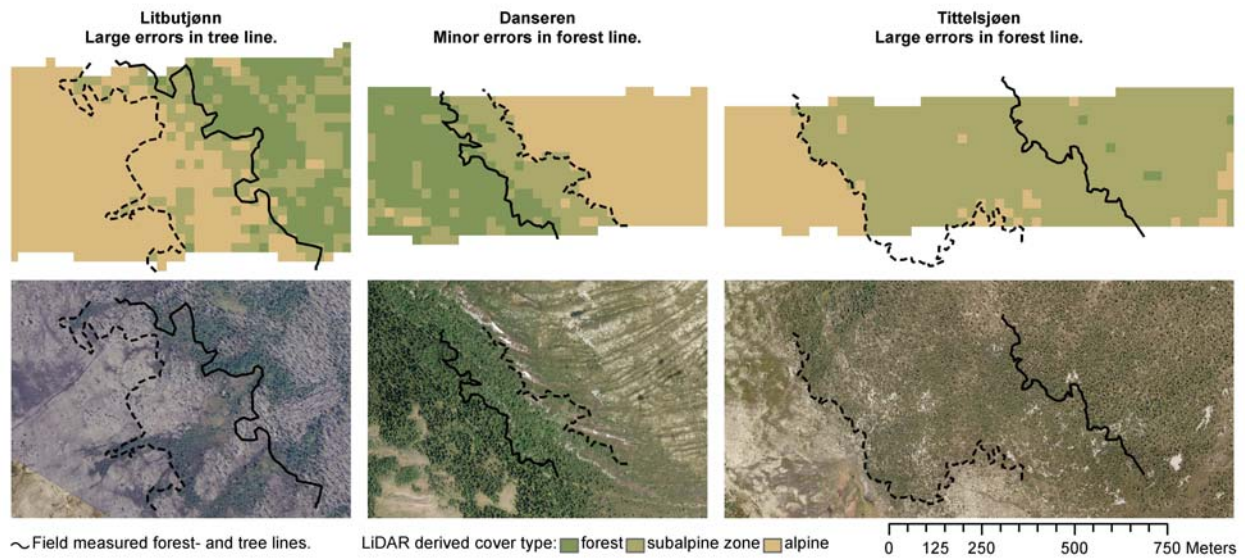 Litbutjønn
Large errors in tree line.
Danseren
Minor errors in forest line.
Tittelsjøen
Large errors in forest line.
Field measured forest- and tree lines.
LiDAR derived cover type: forest subalpine zone alpine
0 125 250 500 750 Meters